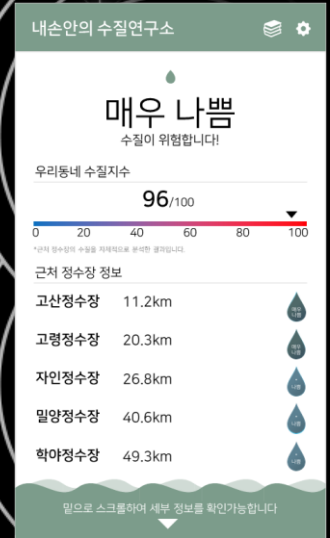 내손안의 수질연구소
매우 나쁨
수질이 위험합니다!
우리동네 수질지수
96/100
0 20 40 60 80 100
*근처 정수장의 수질을 자체적으로 분석한 결과입니다.
근처 정수장 정보
고산정수장 11.2km 매우 나쁨
고령정수장 20.3km 매우 나쁨
자인정수장 26.8km 나쁨
밀양정수장 40.6km 나쁨
학야정수장 49.3km 나쁨
밑으로 스크롤하여 세부 정보를 확인가능합니다